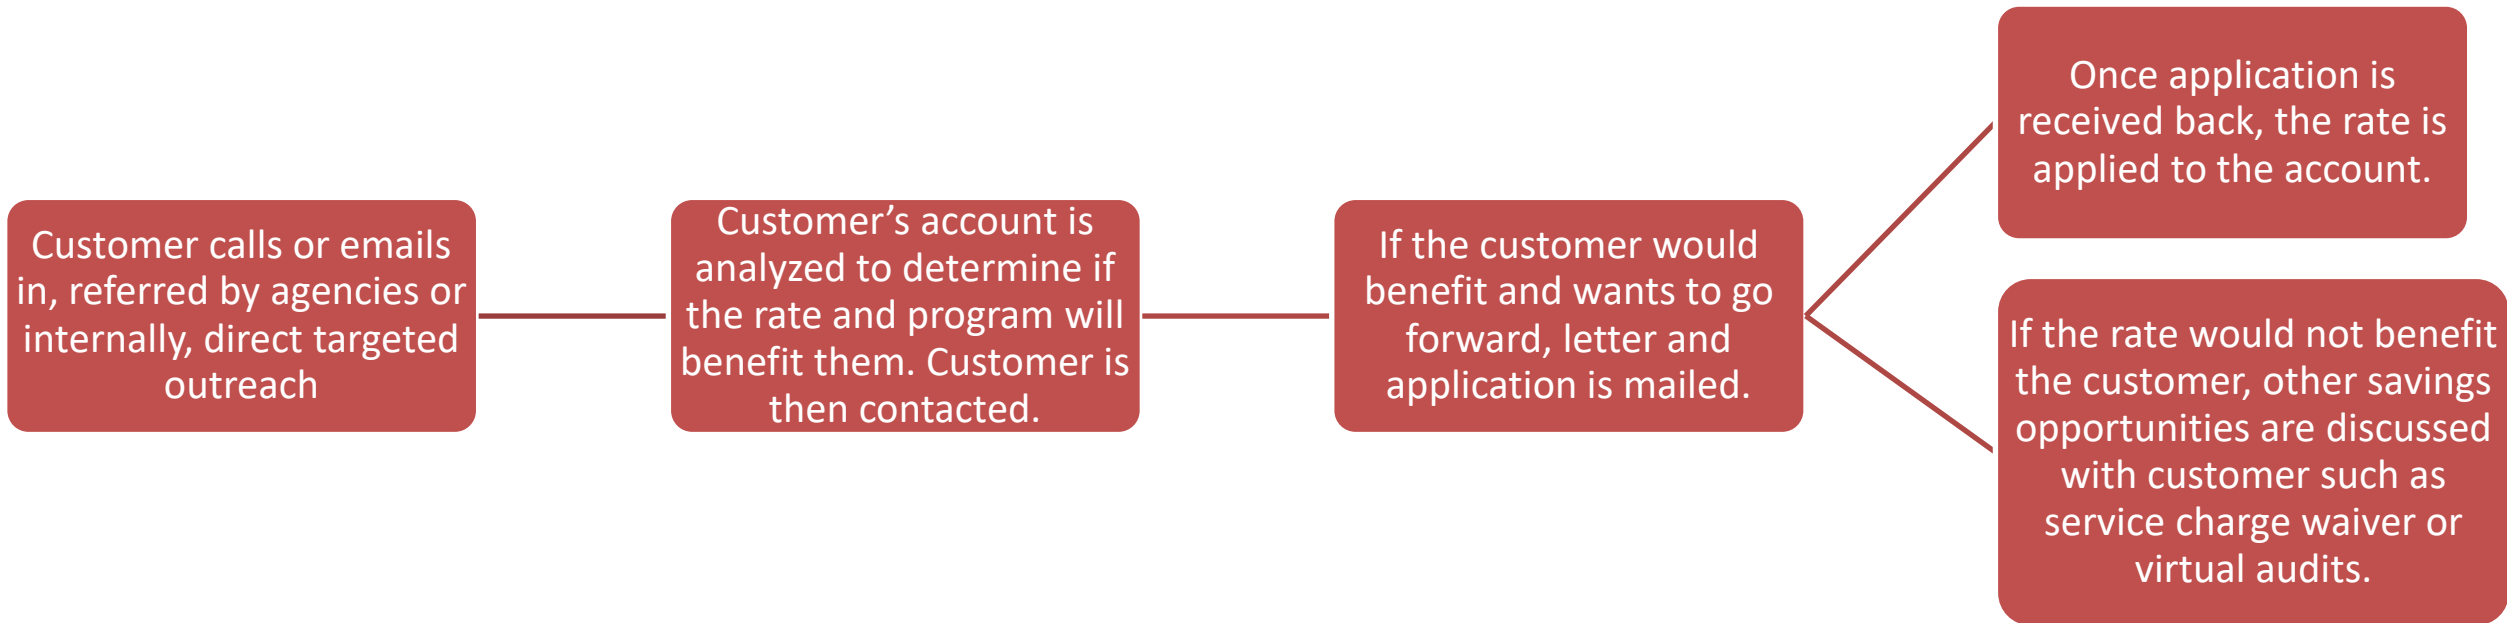 Customer calls or emails
in, referred by agencies or
internally, direct targeted
outreach
Customer’s account is
analyzed to determine if
the rate and program will
benefit them. Customer is
then contacted.
If the customer would
benefit and wants to go
forward, letter and
application is mailed.
Once application is
received back, the rate is
applied to the account.
If the rate would not benefit
the customer, other savings
opportunities are discussed
with customer such as
service charge waiver or
virtual audits.